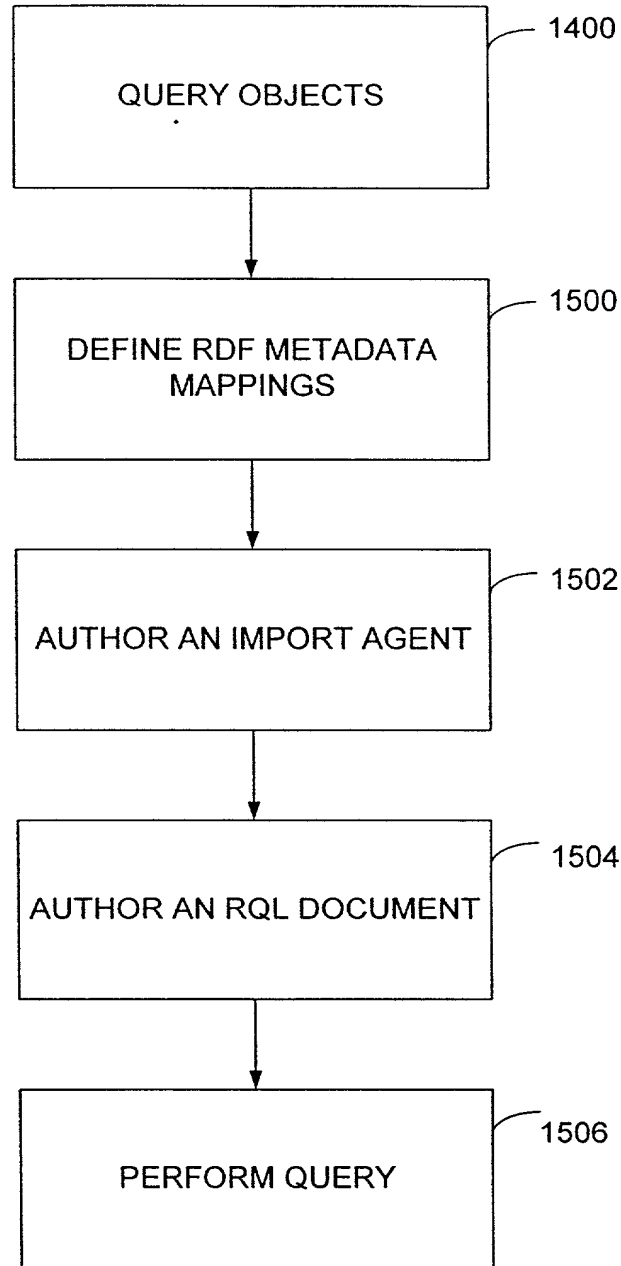 1400
QUERY OBJECTS
1500
DEFINE RDF METADATA
MAPPINGS
1502
AUTHOR AN IMPORT AGENT
1504
AUTHOR AN RQL DOCUMENT
1506
PERFORM QUERY